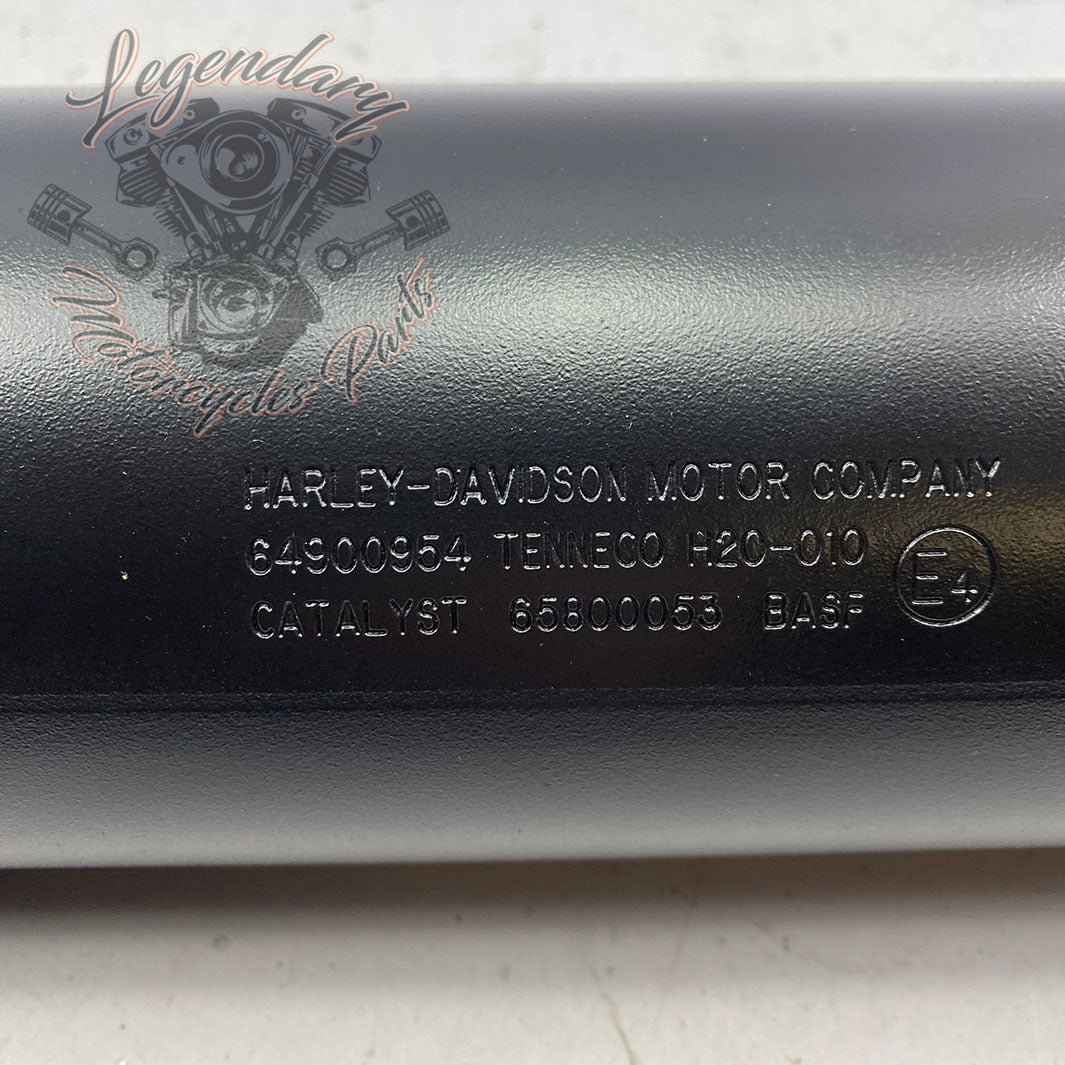 Legendary
Motorcycles Parts
HARLEY-DAVIDSON MOTOR COMPANY
64900954 TENNECO H20-010
CATALYST 65800053 BASF
E4